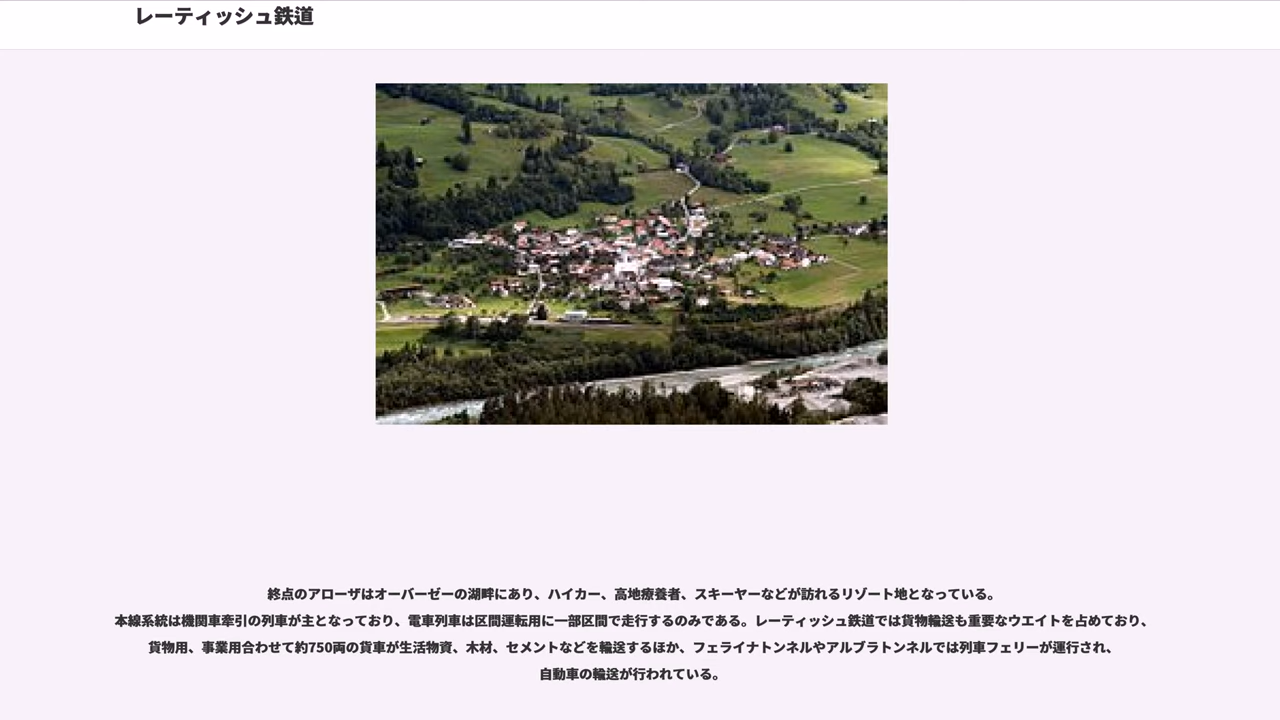 レーティッシュ鉄道
終点のアローザはオーバーゼーの湖畔にあり、ハイカー、高地療養者、スキーヤーなどが訪れるリゾート地となっている。
本線系統は機関車牽引の列車が主となっており、電車列車は区間運転用に一部区間で走行するのみである。レーティッシュ鉄道では貨物輸送も重要なウエイトを占めており、
貨物用、事業用合わせて約750両の貨車が生活物資、木材、セメントなどを輸送するほか、フェライナトンネルやアルブラトンネルでは列車フェリーが運行され、
自動車の輸送が行われている。